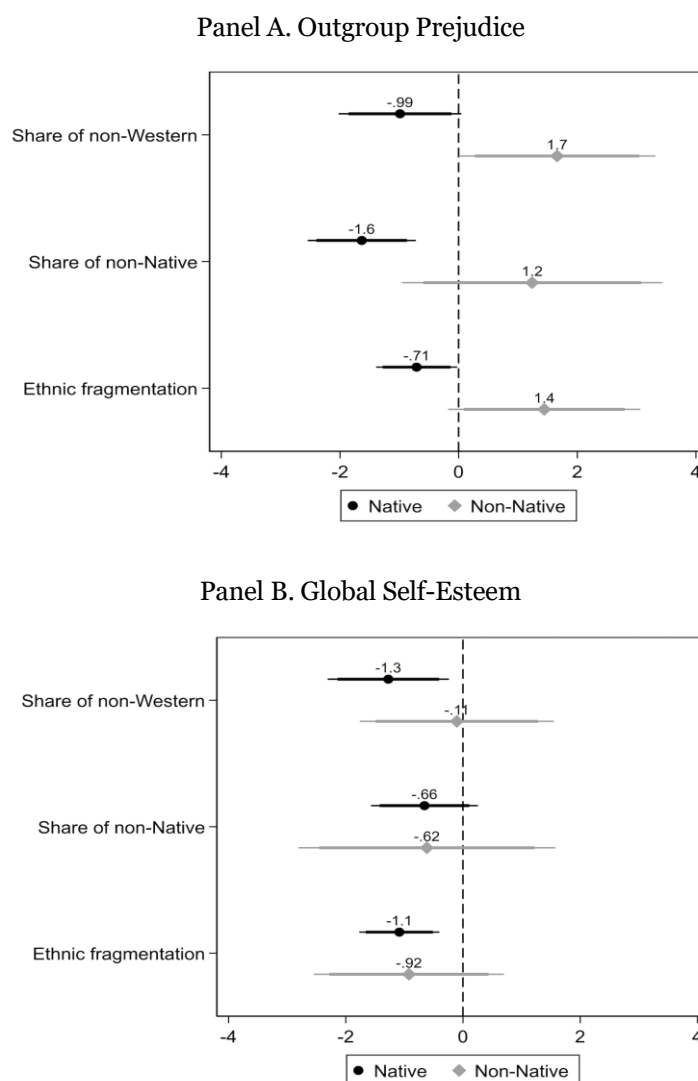 Panel A. Outgroup Prejudice
-.99
Share of non-Western
1.7
-1.6
Share of non-Native
1.2
-.71
Ethnic fragmentation
1.4
-4 -2 0 2 4
Native Non-Native
Panel B. Global Self-Esteem
-1.3
Share of non-Western
-.11
-.66
Share of non-Native
-.62
-1.1
Ethnic fragmentation
-.92
-4 -2 0 2 4
Native Non-Native